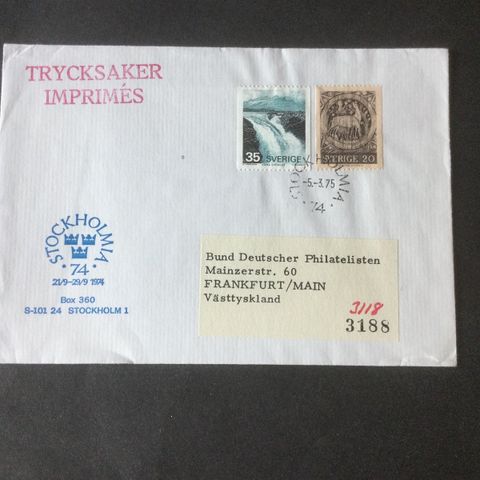 TRYCKSAKER
IMPRIMÉS
35 SVERIGE
SVERIGE 20
STOCKHOLMIA
-5.-3.75
·74·
STOCKHOLMIA
·74·
21/9-29/9 1974
Box 360
S-101 24 STOCKHOLM 1
Bund Deutscher Philatelisten
Mainzerstr. 60
FRANKFURT/MAIN
Västtyskland
3118
3188